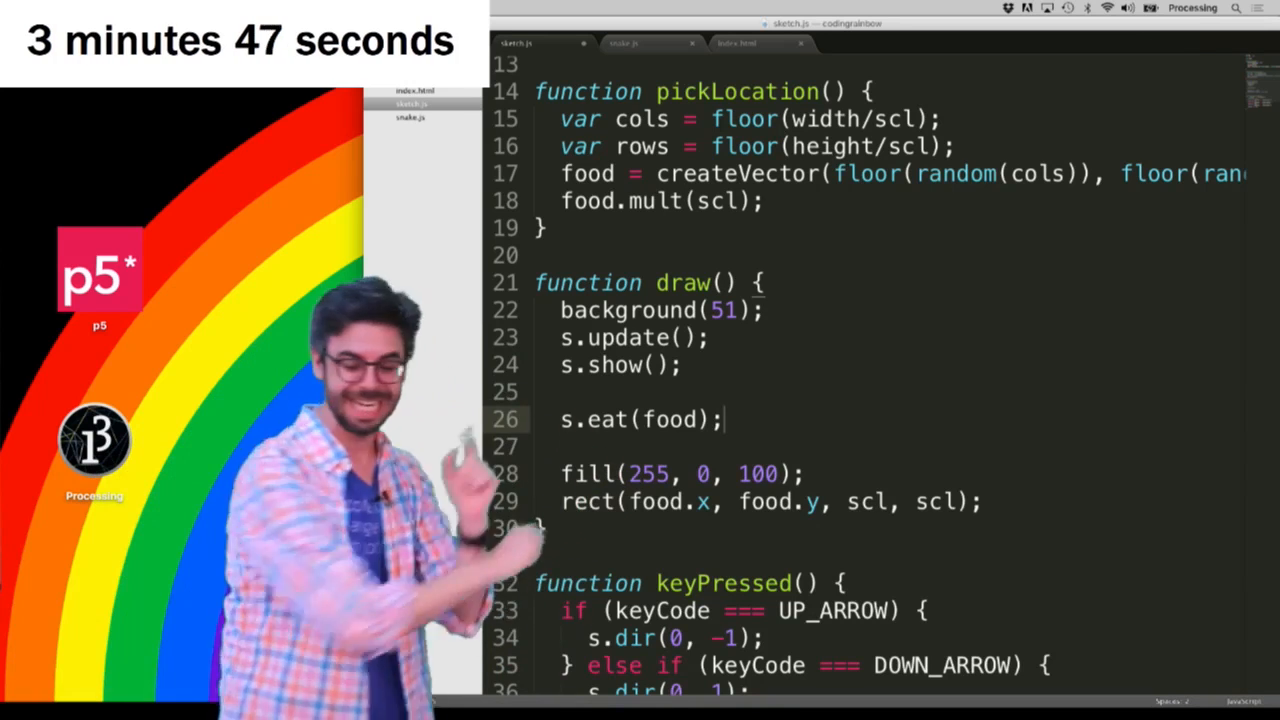 3 minutes 47 seconds
Processing
sketch.js — codingrainbow
sketch.js
snake.js
index.html
index.html
sketch.js
snake.js
p5*
p5
Processing
13
14 function pickLocation() {
15 var cols = floor(width/scl);
16 var rows = floor(height/scl);
17 food = createVector(floor(random(cols)), floor(ran
18 food.mult(scl);
19 }
20
21 function draw() {
22 background(51);
23 s.update();
24 s.show();
25
26 s.eat(food);
27
28 fill(255, 0, 100);
29 rect(food.x, food.y, scl, scl);
30 }
32 function keyPressed() {
33 if (keyCode === UP_ARROW) {
34 s.dir(0, -1);
35 } else if (keyCode === DOWN_ARROW) {
36 s.dir(0, 1);
Spaces: 2
JavaScript